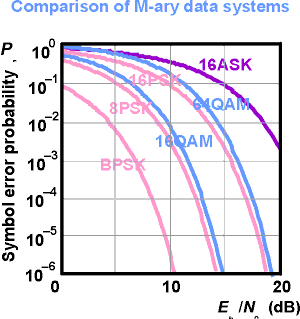 Comparison of M-ary data systems
P
Symbol error probability ,
10⁰
10⁻¹
10⁻²
10⁻³
10⁻⁴
10⁻⁵
10⁻⁶
16ASK
16PSK
64QAM
8PSK
16QAM
BPSK
0
10
20
(dB)